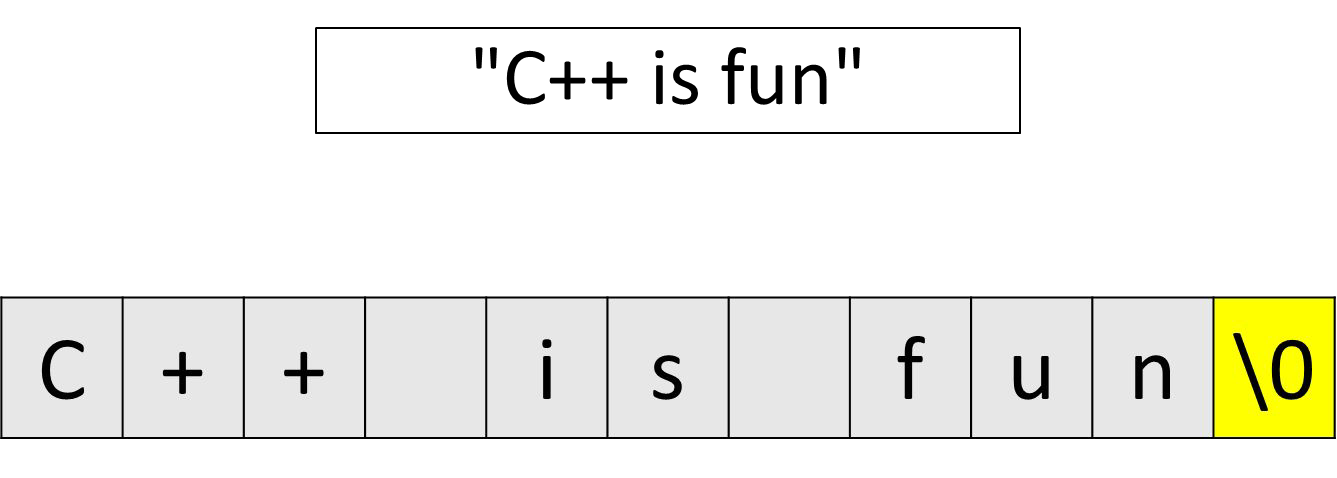 "C++ is fun"
C + + i s f u n \0